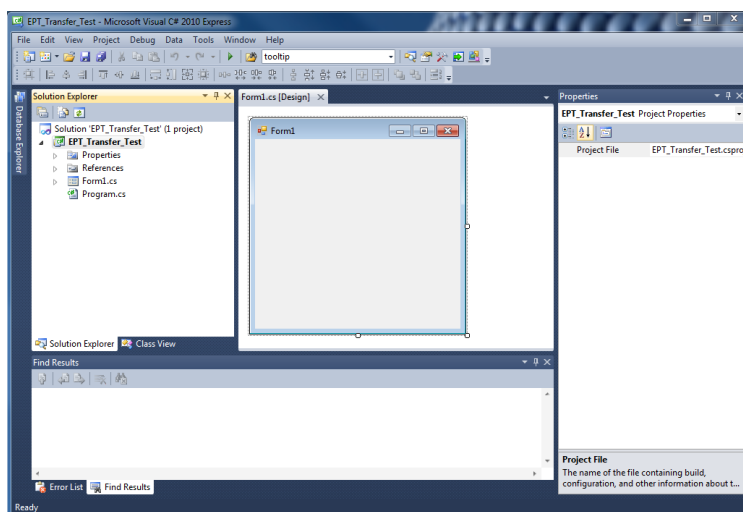 EPT_Transfer_Test - Microsoft Visual C# 2010 Express
File Edit View Project Debug Data Tools Window Help
tooltip
Database Explorer
Solution Explorer
Solution 'EPT_Transfer_Test' (1 project)
EPT_Transfer_Test
Properties
References
Form1.cs
Program.cs
Solution Explorer Class View
Form1.cs [Design]
Form1
Properties
EPT_Transfer_Test Project Properties
Project File EPT_Transfer_Test.cspro
Find Results
Project File
The name of the file containing build,
configuration, and other information about t...
Error List Find Results
Ready